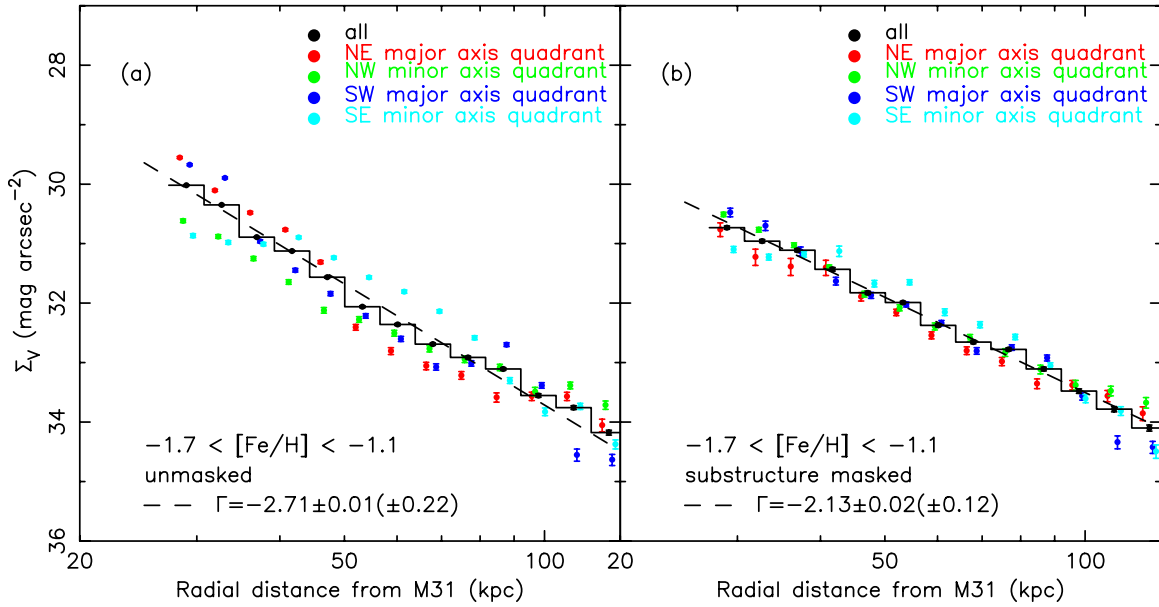 all
NE major axis quadrant
NW minor axis quadrant
SW major axis quadrant
SE minor axis quadrant
(a)
28
30
32
34
36
ΣV (mag arcsec−2)
−1.7 < [Fe/H] < −1.1
unmasked
Γ=−2.71±0.01(±0.22)
20
50
100
Radial distance from M31 (kpc)
all
NE major axis quadrant
NW minor axis quadrant
SW major axis quadrant
SE minor axis quadrant
(b)
−1.7 < [Fe/H] < −1.1
substructure masked
Γ=−2.13±0.02(±0.12)
20
50
100
Radial distance from M31 (kpc)